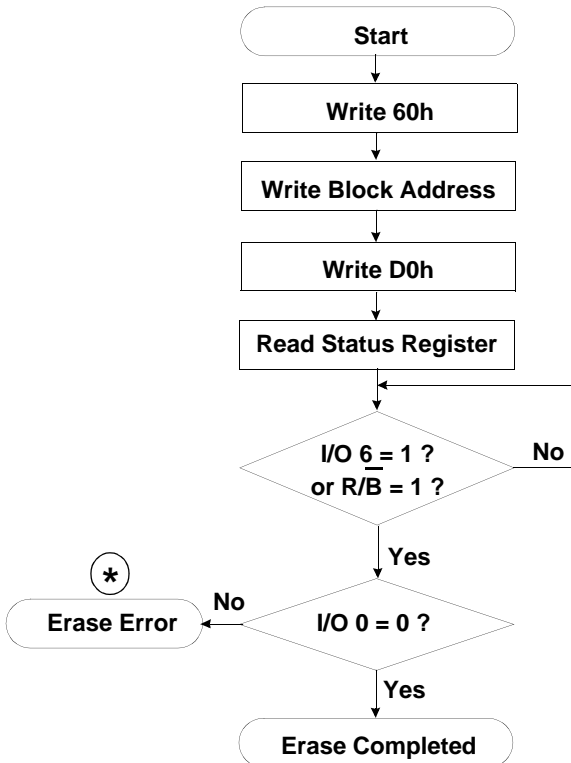 Start
Write 60h
Write Block Address
Write D0h
Read Status Register
I/O 6 = 1 ?
or R/B̅ = 1 ?
No
Yes
*
No
Erase Error
I/O 0 = 0 ?
Yes
Erase Completed